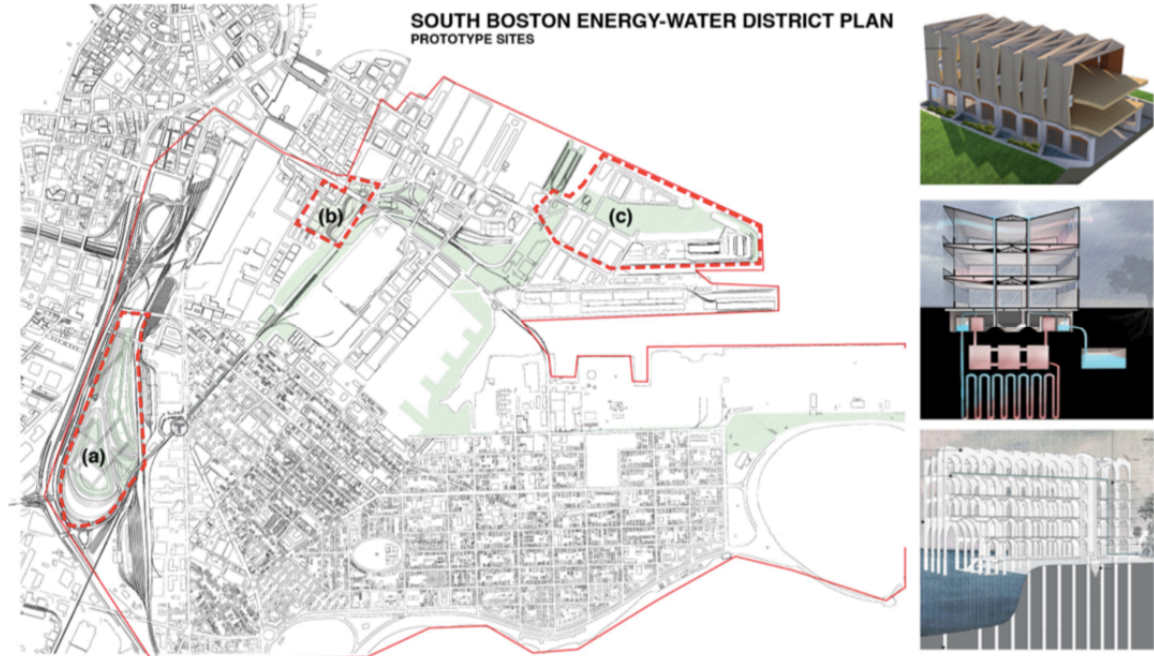 SOUTH BOSTON ENERGY-WATER DISTRICT PLAN
PROTOTYPE SITES
(b)
(c)
(a)